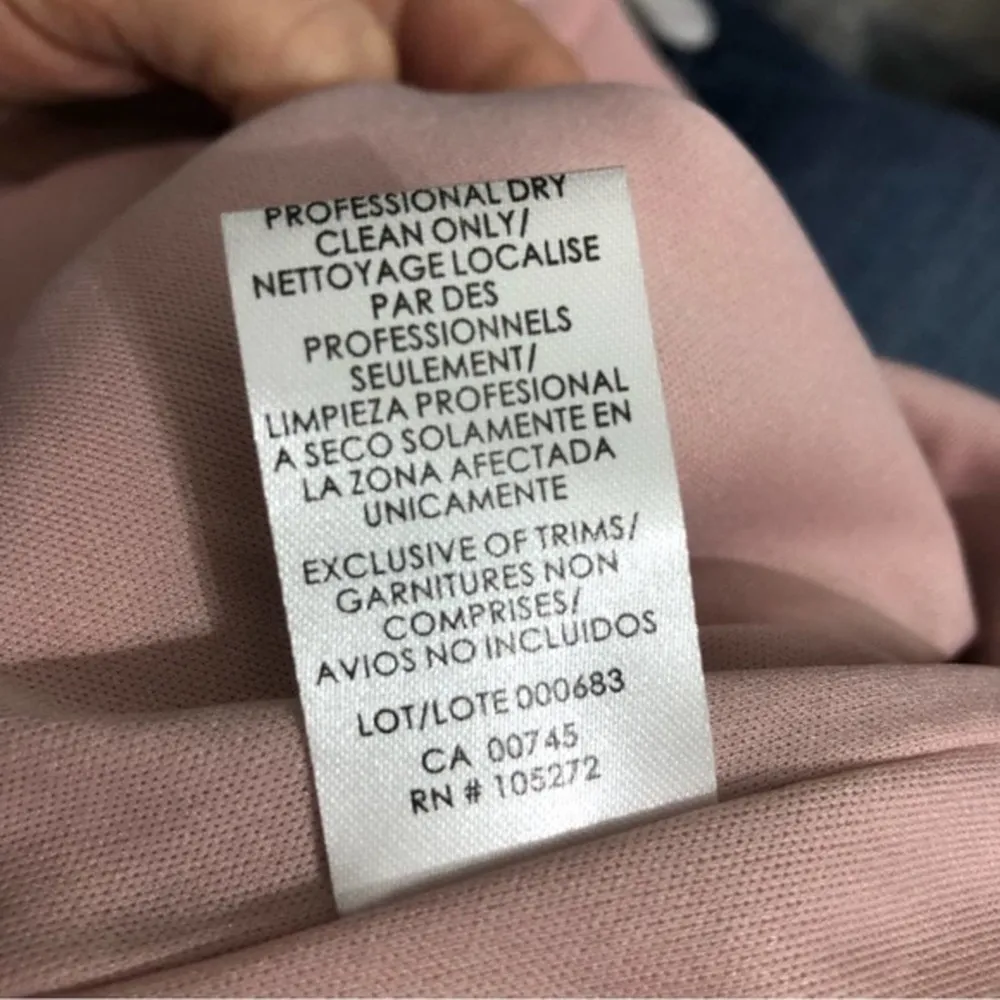 PROFESSIONAL DRY
CLEAN ONLY/
NETTOYAGE LOCALISE
PAR DES
PROFESSIONNELS
SEULEMENT/
LIMPIEZA PROFESIONAL
A SECO SOLAMENTE EN
LA ZONA AFECTADA
UNICAMENTE
EXCLUSIVE OF TRIMS/
GARNITURES NON
COMPRISES/
AVIOS NO INCLUIDOS
LOT/LOTE 000683
CA 00745
RN # 105272